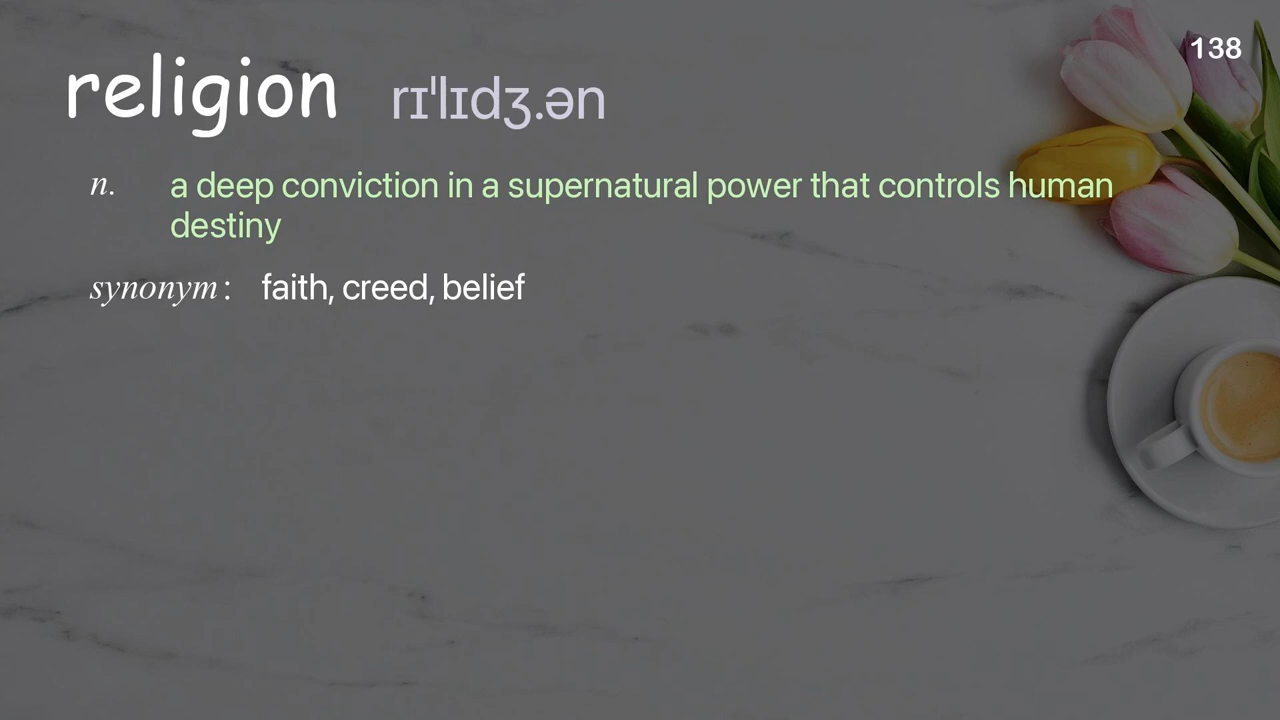 138
religion rɪˈlɪdʒ.ən
n. a deep conviction in a supernatural power that controls human
destiny
synonym: faith, creed, belief